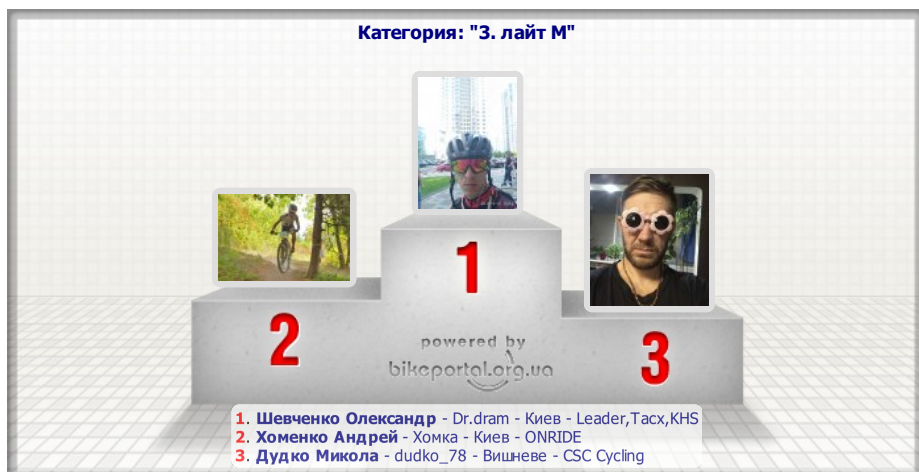 Категория: "3. лайт М"
1
2
3
powered by
bikeportal.org.ua
1. Шевченко Олександр - Dr.dram - Киев - Leader,Tacx,KHS
2. Хоменко Андрей - Хомка - Киев - ONRIDE
3. Дудко Микола - dudko_78 - Вишневе - CSC Cycling